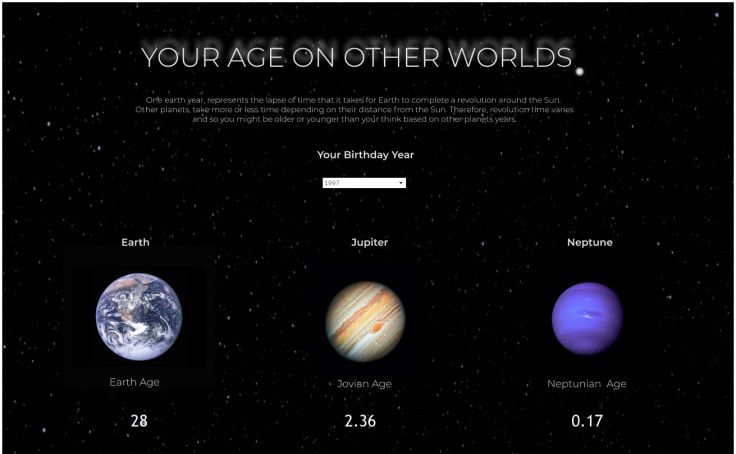 YOUR AGE ON OTHER WORLDS
One earth year, represents the lapse of time that it takes for Earth to complete a revolution around the Sun.
Other planets, take more or less time depending on their distance from the Sun. Therefore, revolution time varies
and so you might be older or younger than your think based on other planets years.
Your Birthday Year
1997
Earth
Jupiter
Neptune
Earth Age
Jovian Age
Neptunian Age
28
2.36
0.17